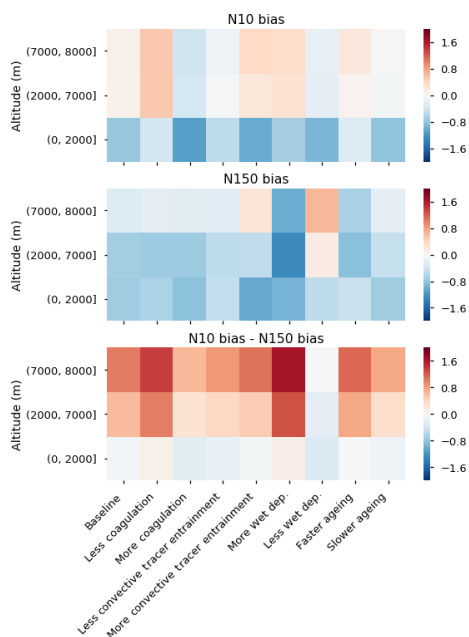 N10 bias
Altitude (m)
(7000, 8000]
(2000, 7000]
(0, 2000]
1.6
0.8
0.0
−0.8
−1.6
N150 bias
Altitude (m)
(7000, 8000]
(2000, 7000]
(0, 2000]
1.6
0.8
0.0
−0.8
−1.6
N10 bias - N150 bias
Altitude (m)
(7000, 8000]
(2000, 7000]
(0, 2000]
1.6
0.8
0.0
−0.8
−1.6
Baseline
Less coagulation
More coagulation
Less convective tracer entrainment
More convective tracer entrainment
More wet dep.
Less wet dep.
Faster ageing
Slower ageing